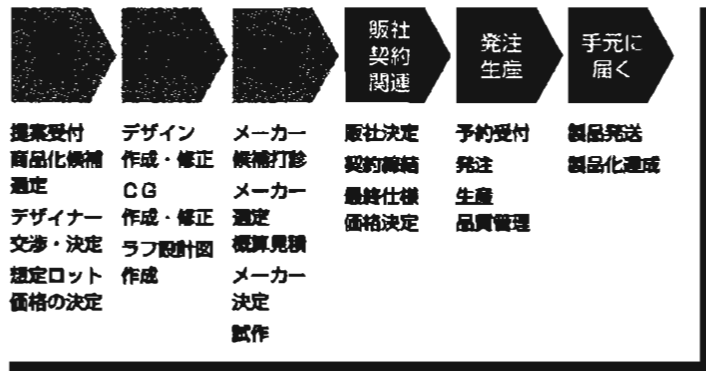 販社
契約
関連
発注
生産
手元に
届く
提案受付
商品化候補
選定
デザイナー
交渉・決定
想定ロット
価格の決定
デザイン
作成・修正
CG
作成・修正
ラフ設計図
作成
メーカー
候補打診
メーカー
選定
概算見積
メーカー
決定
試作
販社決定
契約締結
最終仕様
価格決定
予約受付
発注
生産
品質管理
製品発送
製品化達成